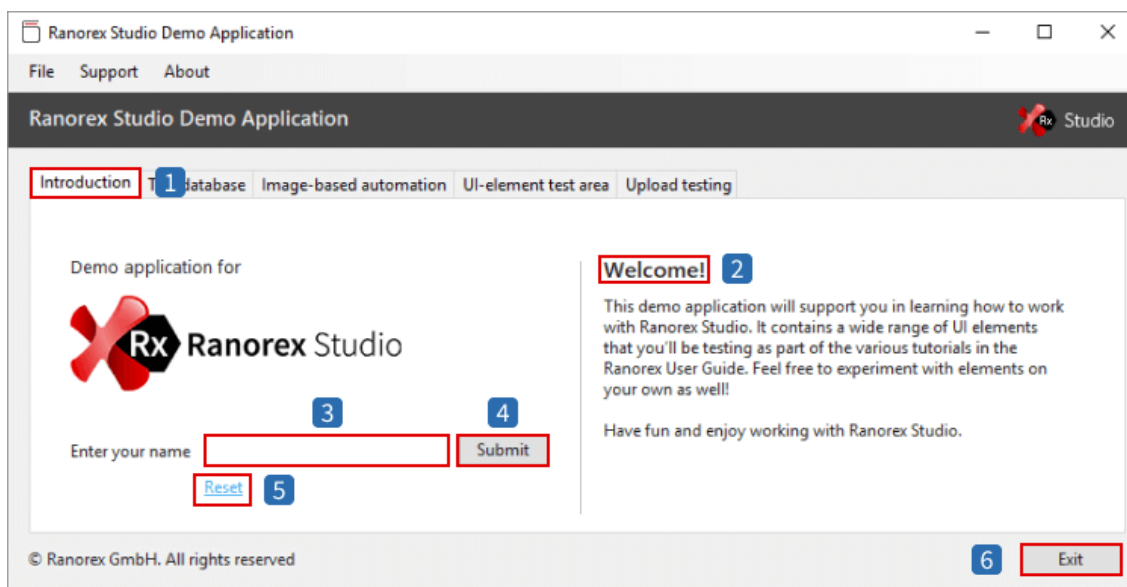 Ranorex Studio Demo Application
File Support About
Ranorex Studio Demo Application
Rx Studio
Introduction 1 database Image-based automation UI-element test area Upload testing
Demo application for
Rx Ranorex Studio
3 4
Enter your name Submit
Reset 5
Welcome! 2
This demo application will support you in learning how to work
with Ranorex Studio. It contains a wide range of UI elements
that you'll be testing as part of the various tutorials in the
Ranorex User Guide. Feel free to experiment with elements on
your own as well!
Have fun and enjoy working with Ranorex Studio.
© Ranorex GmbH. All rights reserved
6 Exit